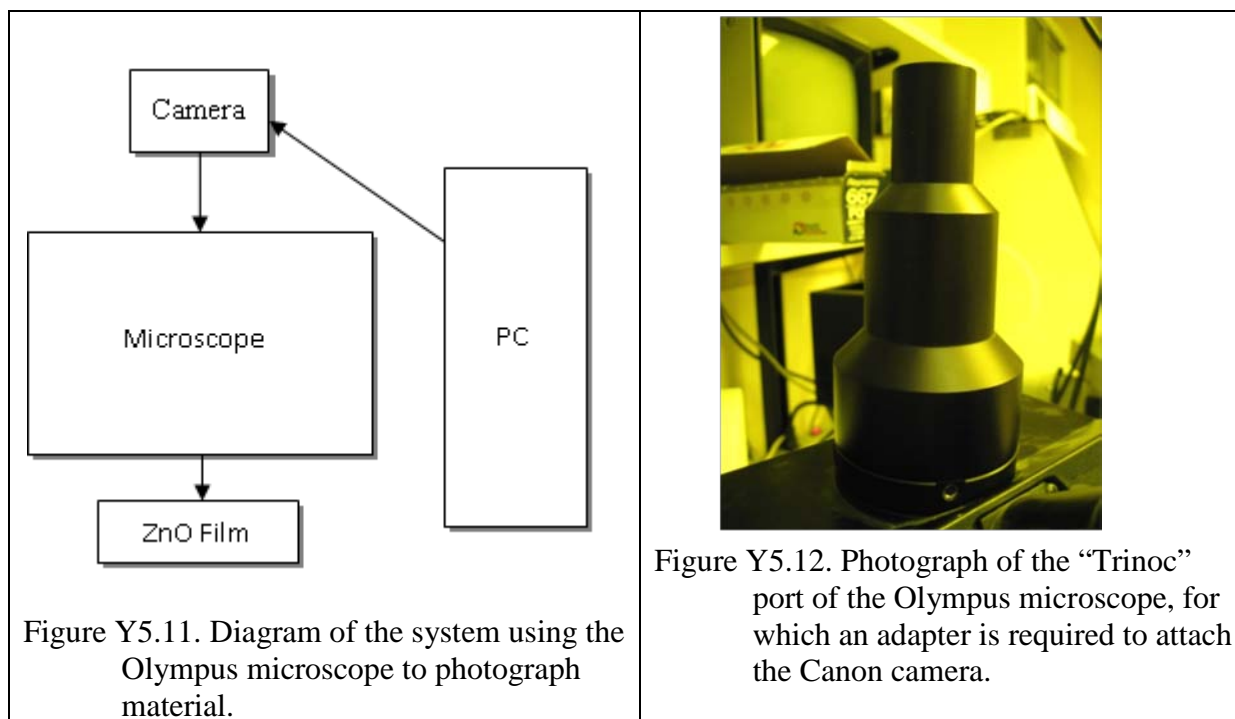 Camera
Microscope
PC
ZnO Film
Figure Y5.11. Diagram of the system using the
Olympus microscope to photograph
material.
667
Figure Y5.12. Photograph of the “Trinoc”
port of the Olympus microscope, for
which an adapter is required to attach
the Canon camera.